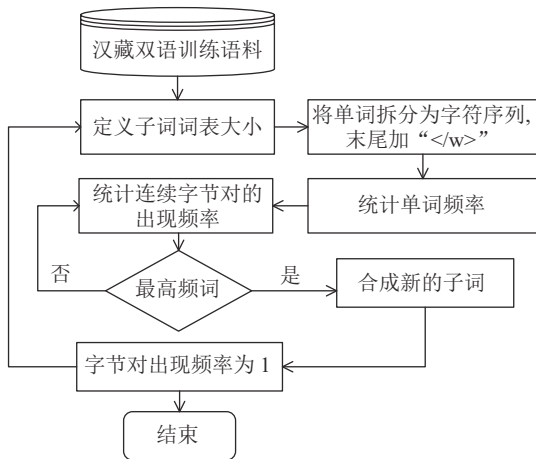 汉藏双语训练语料
定义子词词表大小
将单词拆分为字符序列,
末尾加“</w>”
统计连续字节对的
出现频率
统计单词频率
否
最高频词
是
合成新的子词
字节对出现频率为 1
结束